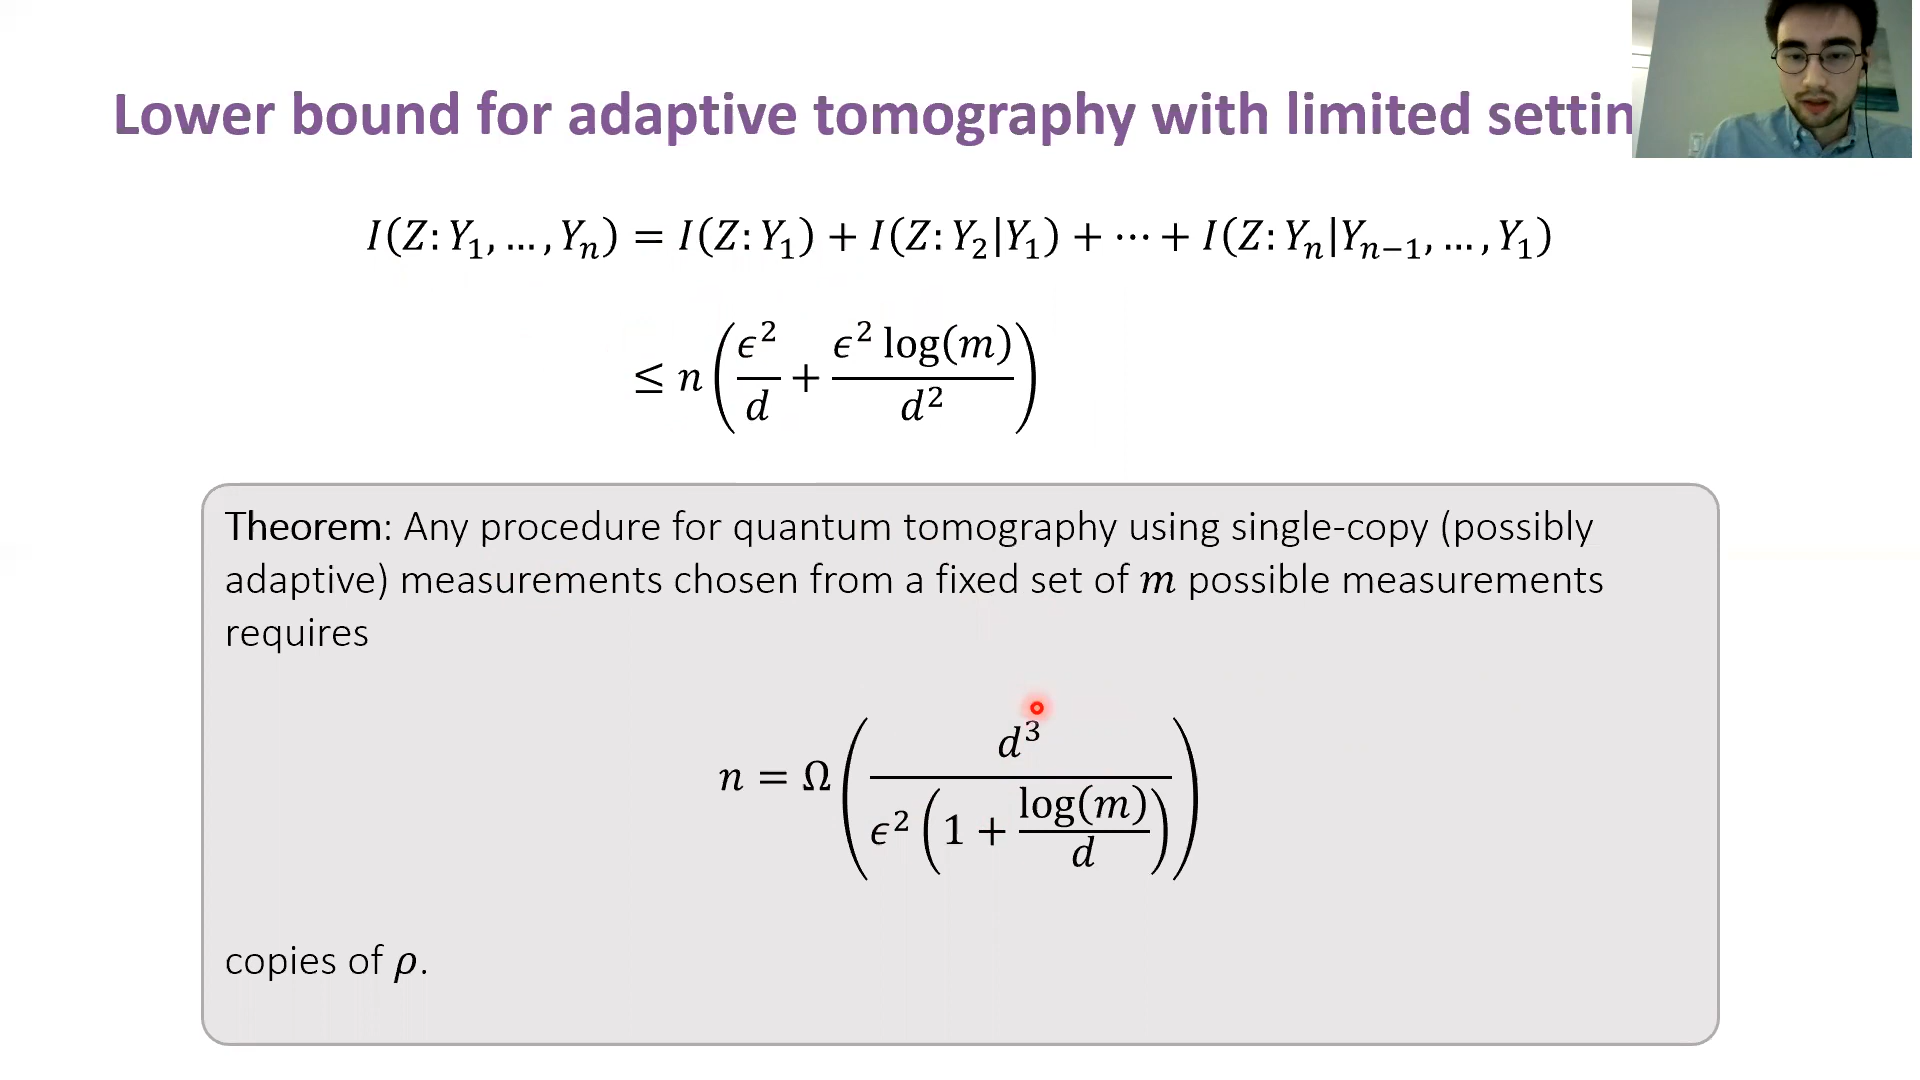 Lower bound for adaptive tomography with limited settin
I(Z: Y₁, …, Yₙ) = I(Z: Y₁) + I(Z: Y₂|Y₁) + ⋯ + I(Z: Yₙ|Yₙ₋₁, …, Y₁)
≤ n(ϵ²/d + ϵ² log(m)/d²)
Theorem: Any procedure for quantum tomography using single-copy (possibly
adaptive) measurements chosen from a fixed set of m possible measurements
requires
n = Ω(d³/(ϵ²(1 + log(m)/d)))
copies of ρ.